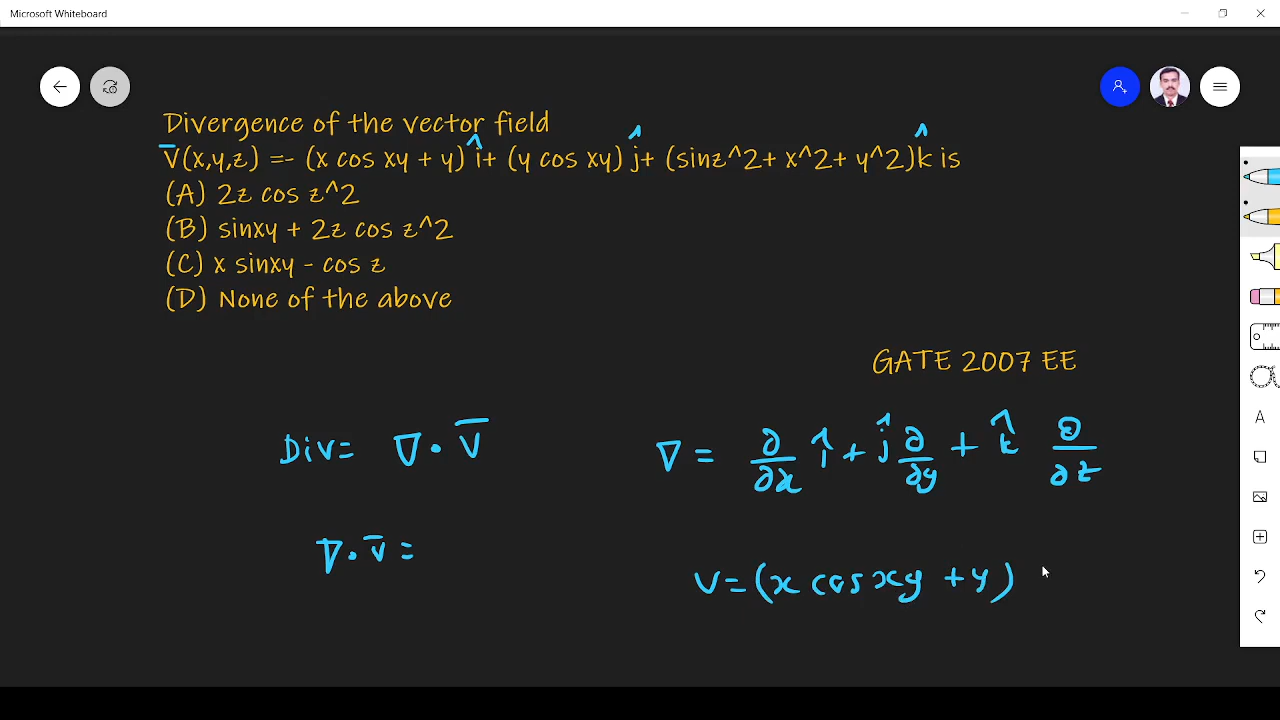 Microsoft Whiteboard
Divergence of the vector field
V̅(x,y,z) =- (x cos xy + y) î+ (y cos xy) ĵ+ (sinz^2+ x^2+ y^2)k̂ is
(A) 2z cos z^2
(B) sinxy + 2z cos z^2
(C) x sinxy - cos z
(D) None of the above
GATE 2007 EE
Div= ∇ · V̅
∇ = ∂/∂x î + ĵ ∂/∂y + k̂ ∂/∂z
∇ · V̅ =
V=(x cos xy + y)